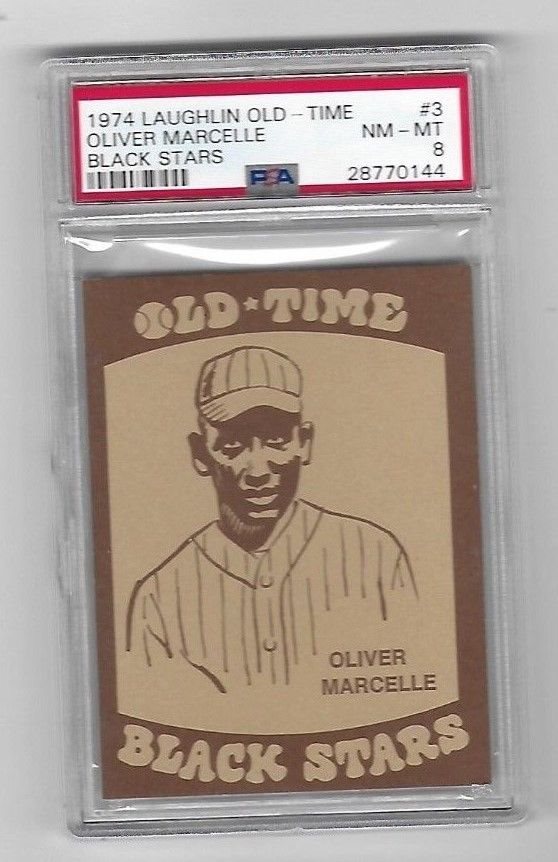 1974 LAUGHLIN OLD-TIME #3
OLIVER MARCELLE NM-MT
BLACK STARS 8
PSA 28770144
OLD TIME
OLIVER
MARCELLE
BLACK STARS